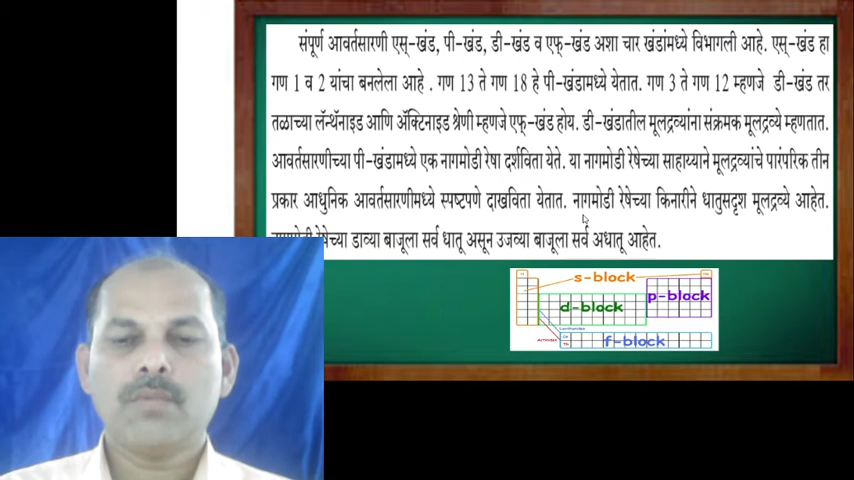 संपूर्ण आवर्तसारणी एस्-खंड, पी-खंड, डी-खंड व एफ्-खंड अशा चार खंडांमध्ये विभागली आहे. एस्-खंड हा
गण 1 व 2 यांचा बनलेला आहे . गण 13 ते गण 18 हे पी-खंडामध्ये येतात. गण 3 ते गण 12 म्हणजे डी-खंड तर
तळाच्या लॅन्थॅनाइड आणि ॲक्टिनाइड श्रेणी म्हणजे एफ्-खंड होय. डी-खंडातील मूलद्रव्यांना संक्रमक मूलद्रव्ये म्हणतात.
आवर्तसारणीच्या पी-खंडामध्ये एक नागमोडी रेषा दर्शविता येते. या नागमोडी रेषेच्या साहाय्याने मूलद्रव्यांचे पारंपरिक तीन
प्रकार आधुनिक आवर्तसारणीमध्ये स्पष्टपणे दाखविता येतात. नागमोडी रेषेच्या किनारीने धातुसदृश मूलद्रव्ये आहेत.
रेषेच्या डाव्या बाजूला सर्व धातू असून उजव्या बाजूला सर्व अधातू आहेत.
s-block
p-block
d-block
Lanthanides
Actinides
f-block